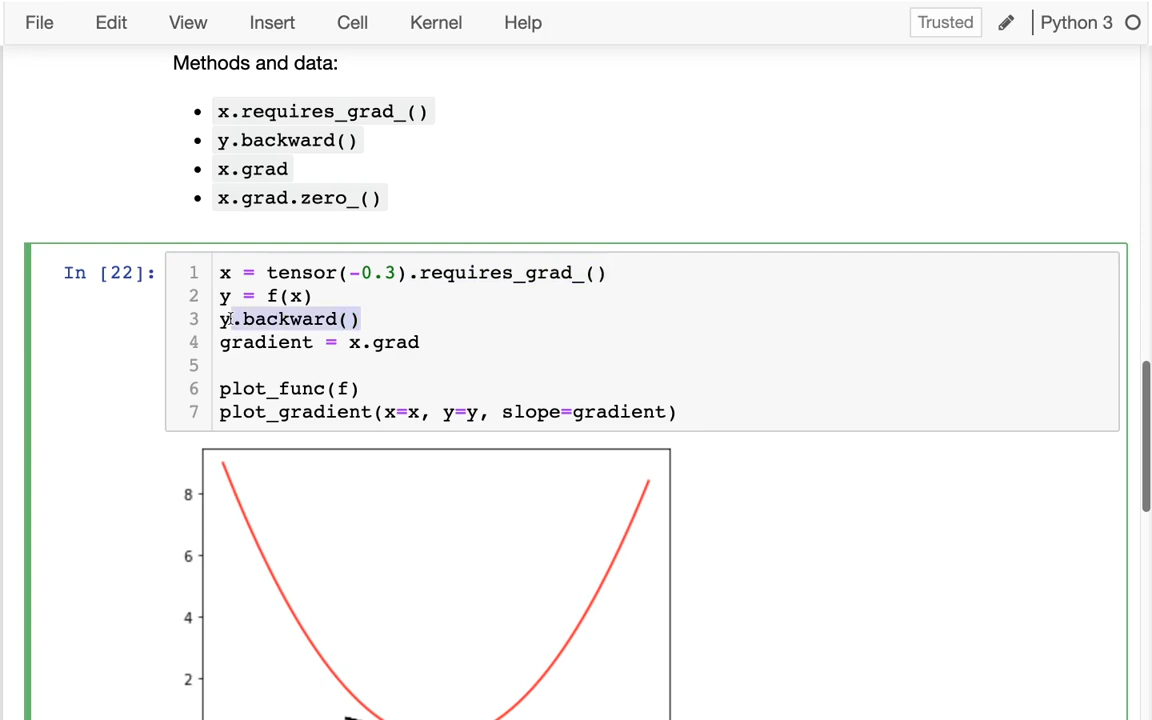 File Edit View Insert Cell Kernel Help Trusted Python 3
Methods and data:
x.requires_grad_()
y.backward()
x.grad
x.grad.zero_()
In [22]:
1 x = tensor(-0.3).requires_grad_()
2 y = f(x)
3 y.backward()
4 gradient = x.grad
5
6 plot_func(f)
7 plot_gradient(x=x, y=y, slope=gradient)
8
6
4
2